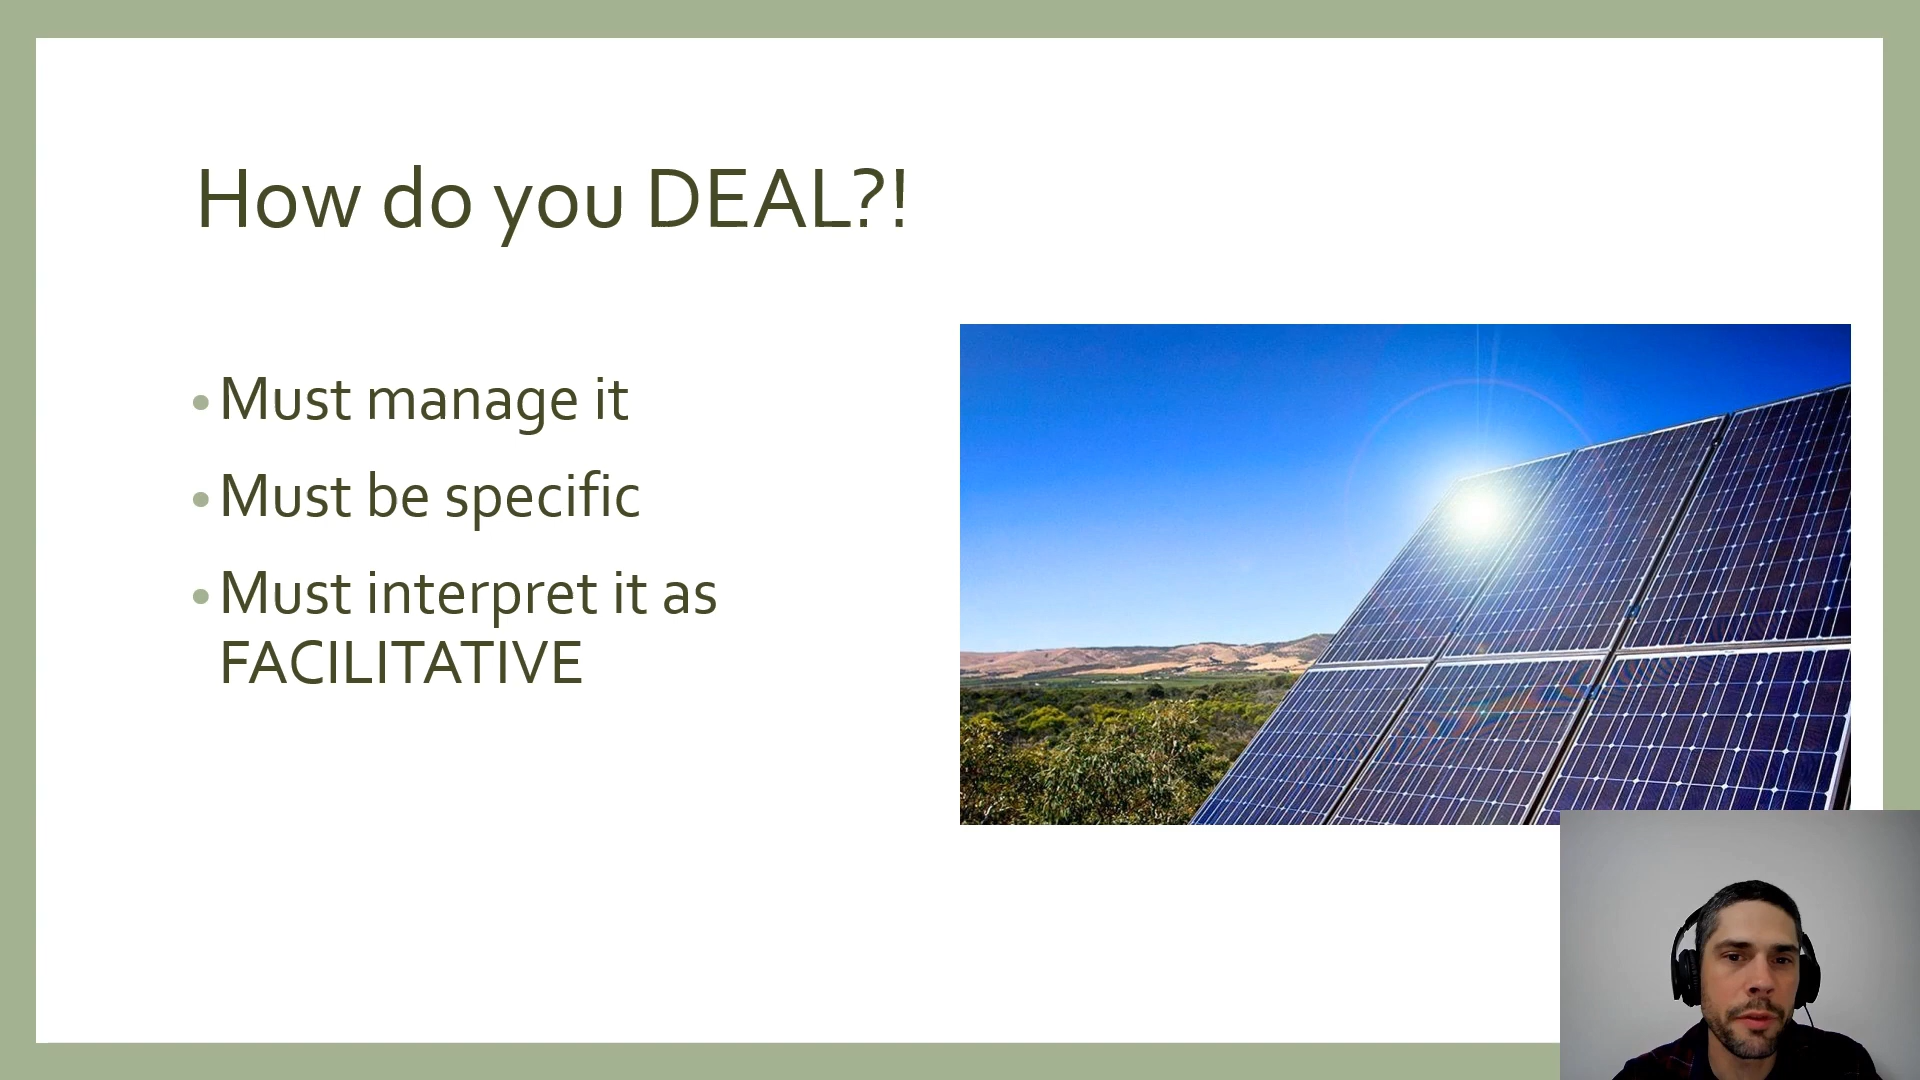 How do you DEAL?!
• Must manage it
• Must be specific
• Must interpret it as
FACILITATIVE